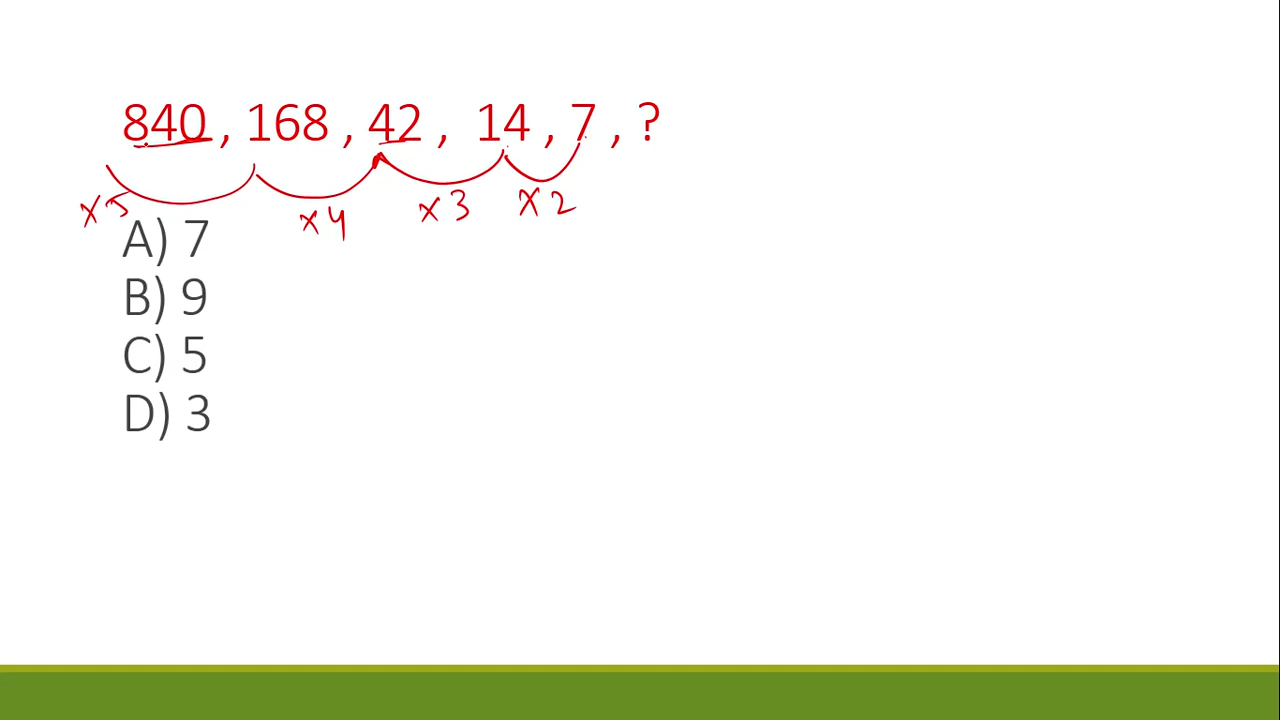 840 , 168 , 42 , 14 , 7 , ?
x5 x4 x3 x2
A) 7
B) 9
C) 5
D) 3